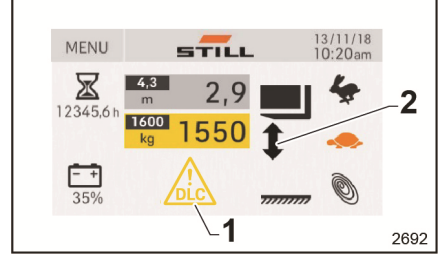 MENU
STILL
13/11/18
10:20am
4,3
m
2,9
12345,6 h
1600
kg
1550
2
- +
35%
DLC
1
2692